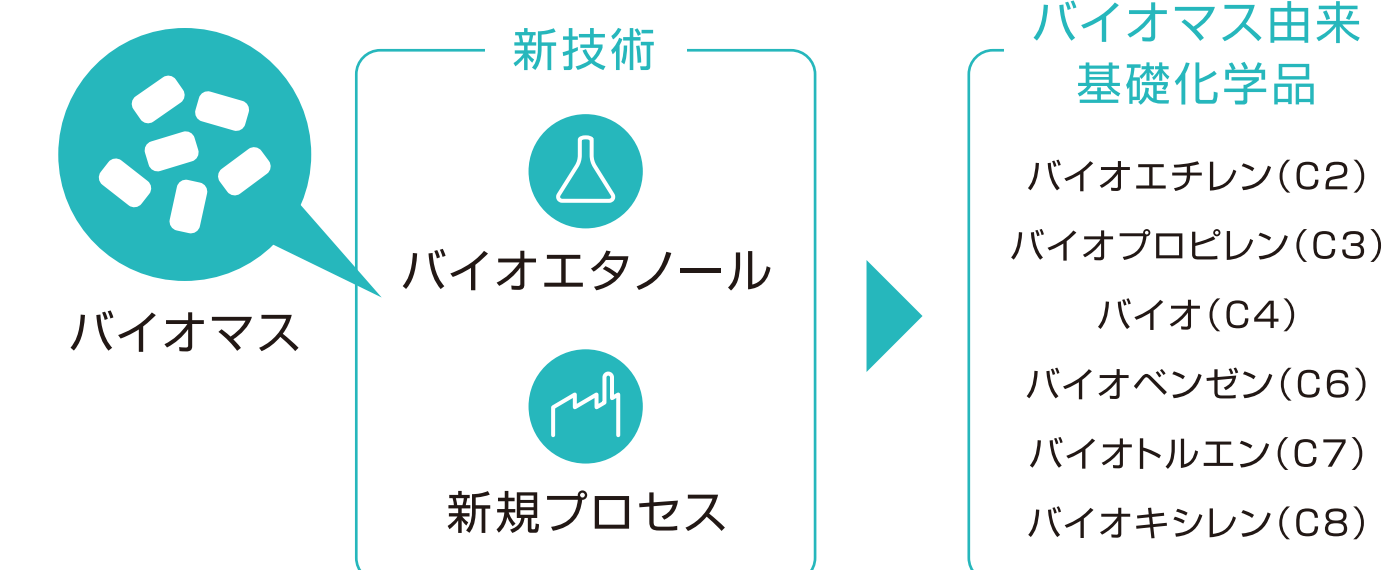 バイオマス
新技術
バイオエタノール
新規プロセス
バイオマス由来
基礎化学品
バイオエチレン(C2)
バイオプロピレン(C3)
バイオ(C4)
バイオベンゼン(C6)
バイオトルエン(C7)
バイオキシレン(C8)